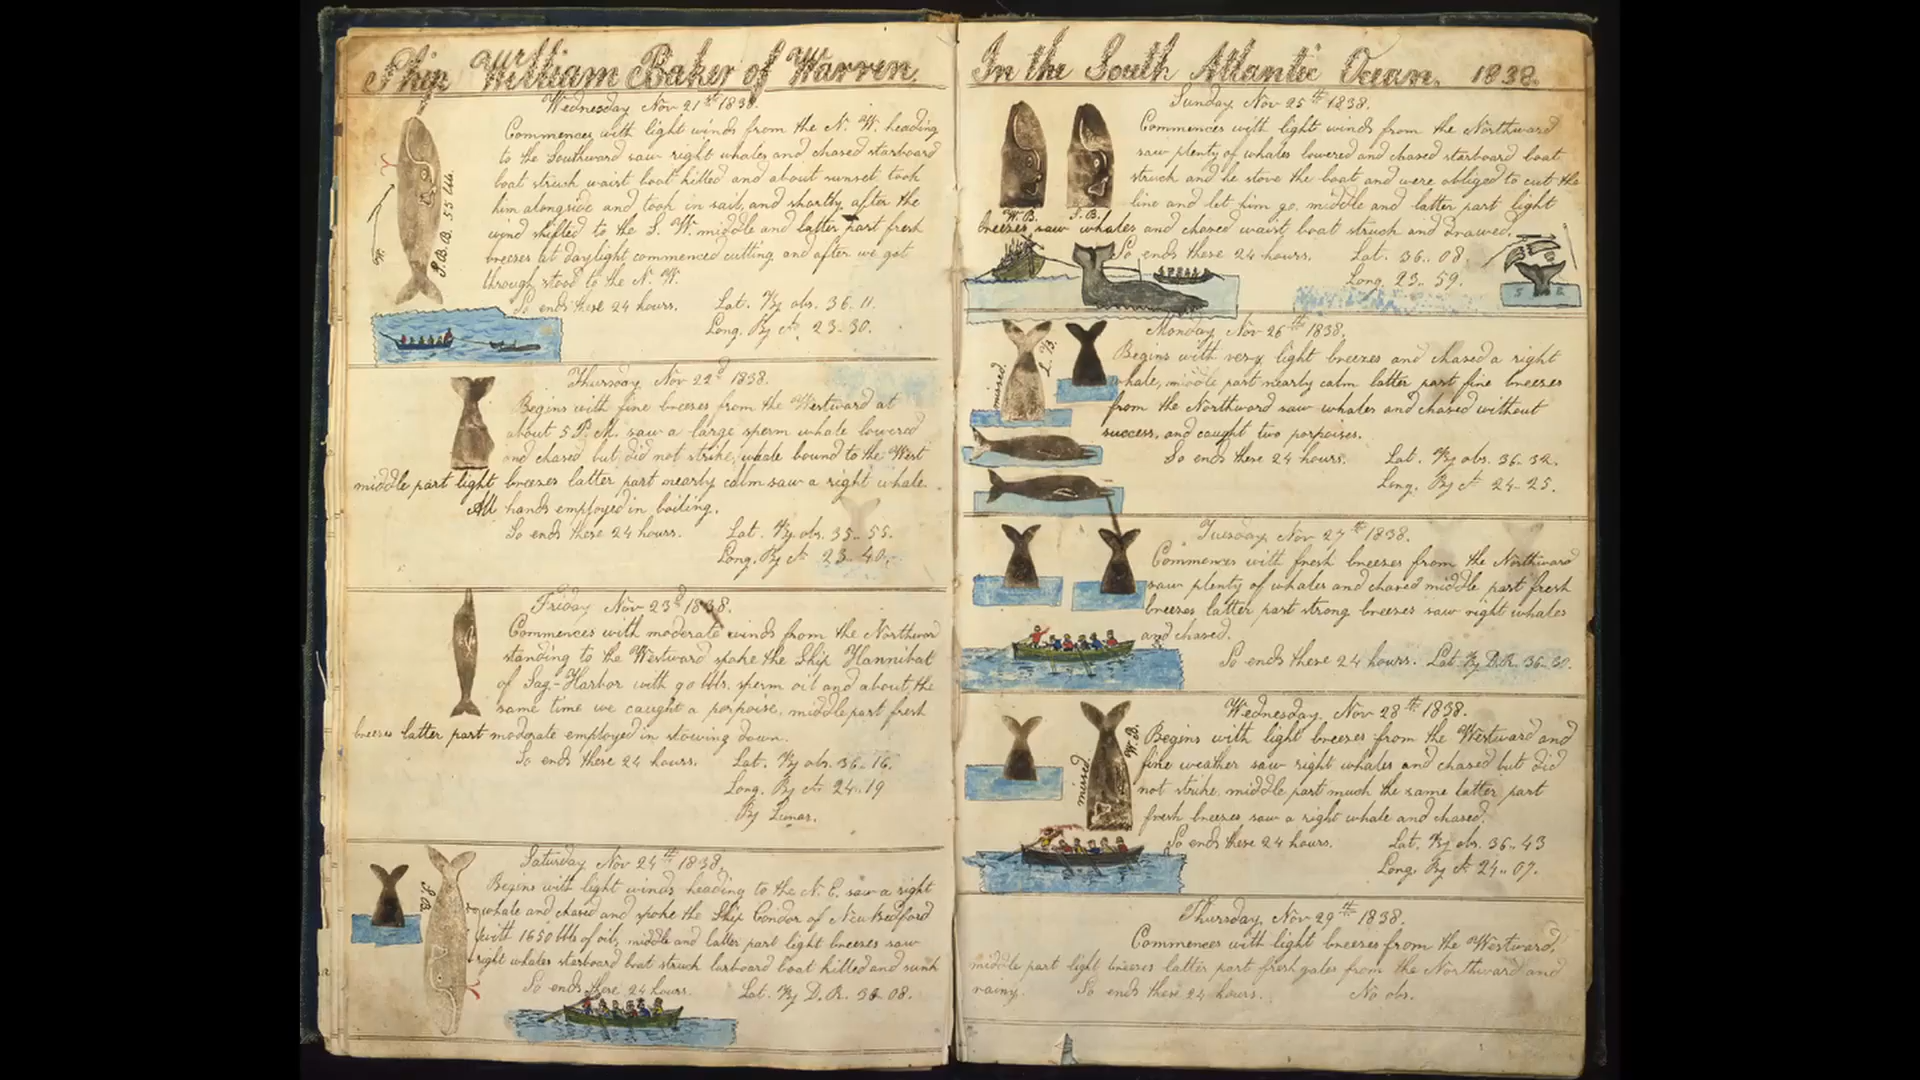 Ship William Baker of Warren.
Wednesday Nov 21st 1838.
Commences with light winds from the N. W. heading
to the Southward saw right whales and chased starboard
boat struck waist boat killed and about sunset took
him alongside and took in sail, and shortly after the
wind shifted to the S. W. middle and latter part fresh
breezes at daylight commenced cutting and after we got
through stood to the N. W.
So ends these 24 hours. Lat. By obs. 36.. 11.
Long. By Ac 23.. 30.
55 bbls.
Thursday Nov 22d 1838.
Begins with fine breezes from the Westward at
about 5 P. M. saw a large sperm whale lowered
and chased but did not strike, whale bound to the West
middle part light breezes latter part nearly calm saw a right whale.
All hands employed in boiling.
So ends these 24 hours. Lat. By obs. 35.. 55.
Long. By Ac 23.. 40.
Friday Nov 23d 1838.
Commences with moderate winds from the Northward
standing to the Westward spoke the Ship Hannibal
of Sag-Harbor with 90 bbls. sperm oil and about the
same time we caught a porpoise, middle part fresh
breezes latter part moderate employed in stowing down.
So ends these 24 hours. Lat. By obs. 36.. 16.
Long. By Ac 24.. 19
By Lunar.
Saturday Nov 24th 1838.
Begins with light winds heading to the N. E. saw a right
whale and chased and spoke the Ship Condor of New Bedford
with 1650 bbls of oil, middle and latter part light breezes saw
right whales starboard boat struck larboard boat killed and sunk
So ends these 24 hours. Lat. By D. R. 36 08.
In the South Atlantic Ocean. 1838.
Sunday Nov 25th 1838.
Commences with light winds from the Northward
saw plenty of whales lowered and chased starboard boat
struck and he stove the boat and were obliged to cut the
line and let him go. middle and latter part light
W. B. S. B.
breezes saw whales and chased waist boat struck and drawed.
So ends these 24 hours. Lat. 36.. 08.
Long. 23.. 59.
Monday Nov 26th 1838.
missed L. B.
Begins with very light breezes and chased a right
whale, middle part nearly calm latter part fine breezes
from the Northward saw whales and chased without
success, and caught two porpoises.
So ends these 24 hours. Lat. By obs. 36.. 32.
Long. By Ac 24.. 25.
Tuesday Nov 27th 1838.
Commences with fresh breezes from the Northward
saw plenty of whales and chased middle part fresh
breezes latter part strong breezes saw right whales
and chased.
So ends these 24 hours. Lat. By D.R. 36..
Wednesday Nov 28th 1838.
missed W. B.
Begins with light breezes from the Westward and
fine weather saw right whales and chased but did
not strike. middle part much the same latter part
fresh breezes saw a right whale and chased.
So ends these 24 hours. Lat. By obs. 36.. 43
Long. By Ac 24.. 07.
Thursday Nov 29th 1838.
Commences with light breezes from the Westward,
middle part light breezes latter part fresh gales from the Northward and
rainy. So ends these 24 hours. No obs.